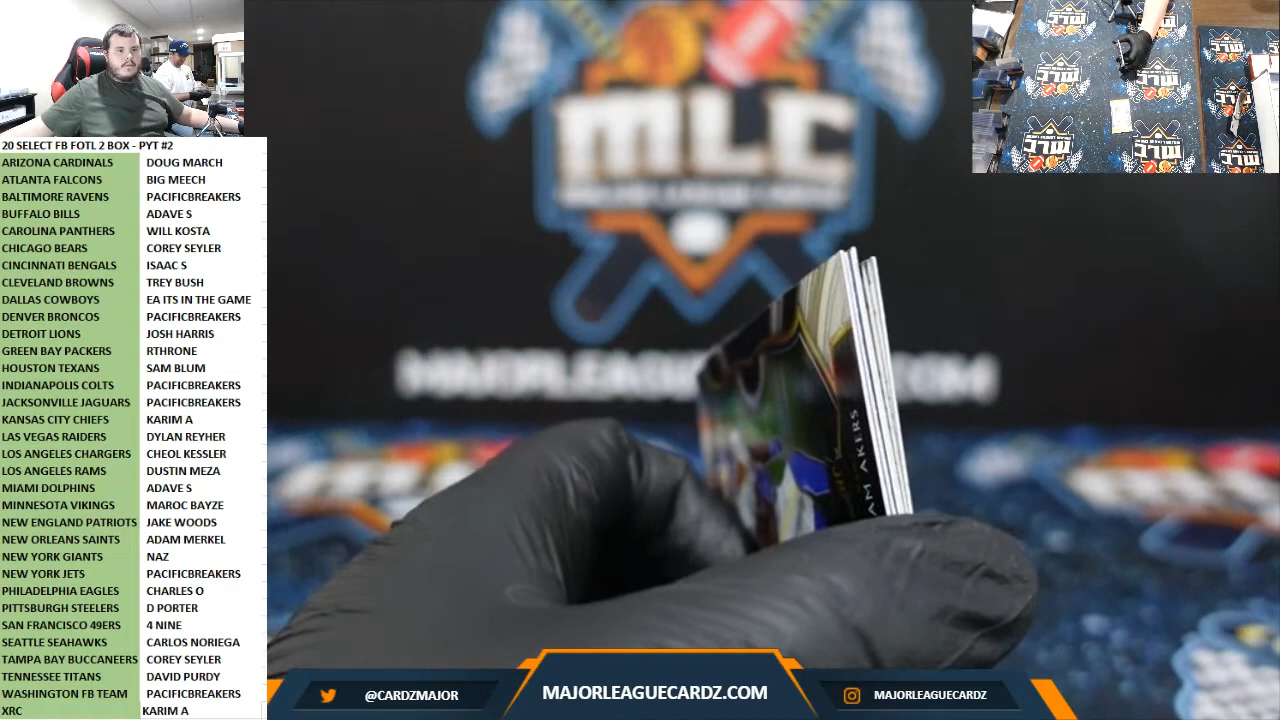 20 SELECT FB FOTL 2 BOX - PYT #2
ARIZONA CARDINALS DOUG MARCH
ATLANTA FALCONS BIG MEECH
BALTIMORE RAVENS PACIFICBREAKERS
BUFFALO BILLS ADAVE S
CAROLINA PANTHERS WILL KOSTA
CHICAGO BEARS COREY SEYLER
CINCINNATI BENGALS ISAAC S
CLEVELAND BROWNS TREY BUSH
DALLAS COWBOYS EA ITS IN THE GAME
DENVER BRONCOS PACIFICBREAKERS
DETROIT LIONS JOSH HARRIS
GREEN BAY PACKERS RTHRONE
HOUSTON TEXANS SAM BLUM
INDIANAPOLIS COLTS PACIFICBREAKERS
JACKSONVILLE JAGUARS PACIFICBREAKERS
KANSAS CITY CHIEFS KARIM A
LAS VEGAS RAIDERS DYLAN REYHER
LOS ANGELES CHARGERS CHEOL KESSLER
LOS ANGELES RAMS DUSTIN MEZA
MIAMI DOLPHINS ADAVE S
MINNESOTA VIKINGS MAROC BAYZE
NEW ENGLAND PATRIOTS JAKE WOODS
NEW ORLEANS SAINTS ADAM MERKEL
NEW YORK GIANTS NAZ
NEW YORK JETS PACIFICBREAKERS
PHILADELPHIA EAGLES CHARLES O
PITTSBURGH STEELERS D PORTER
SAN FRANCISCO 49ERS 4 NINE
SEATTLE SEAHAWKS CARLOS NORIEGA
TAMPA BAY BUCCANEERS COREY SEYLER
TENNESSEE TITANS DAVID PURDY
WASHINGTON FB TEAM PACIFICBREAKERS
XRC KARIM A
MLC
AM AKERS
@CARDZMAJOR
MAJORLEAGUECARDZ.COM
MAJORLEAGUECARDZ